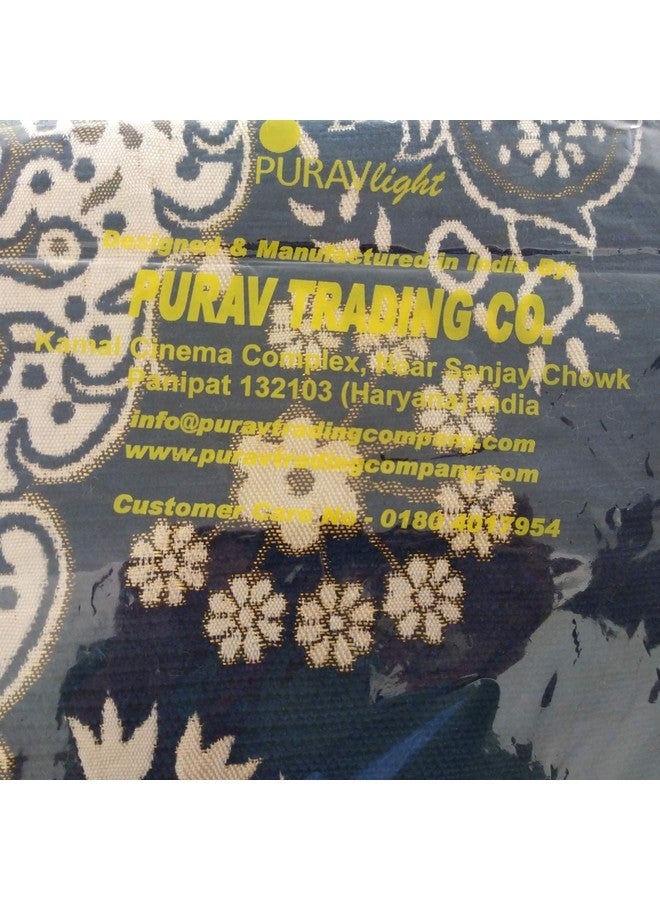 PURAVlight
Designed & Manufactured in India By:
PURAV TRADING CO.
Kamal Cinema Complex, Near Sanjay Chowk
Panipat 132103 (Haryana) India
info@puravtradingcompany.com
www.puravtradingcompany.com
Customer Care No - 0180 4017954